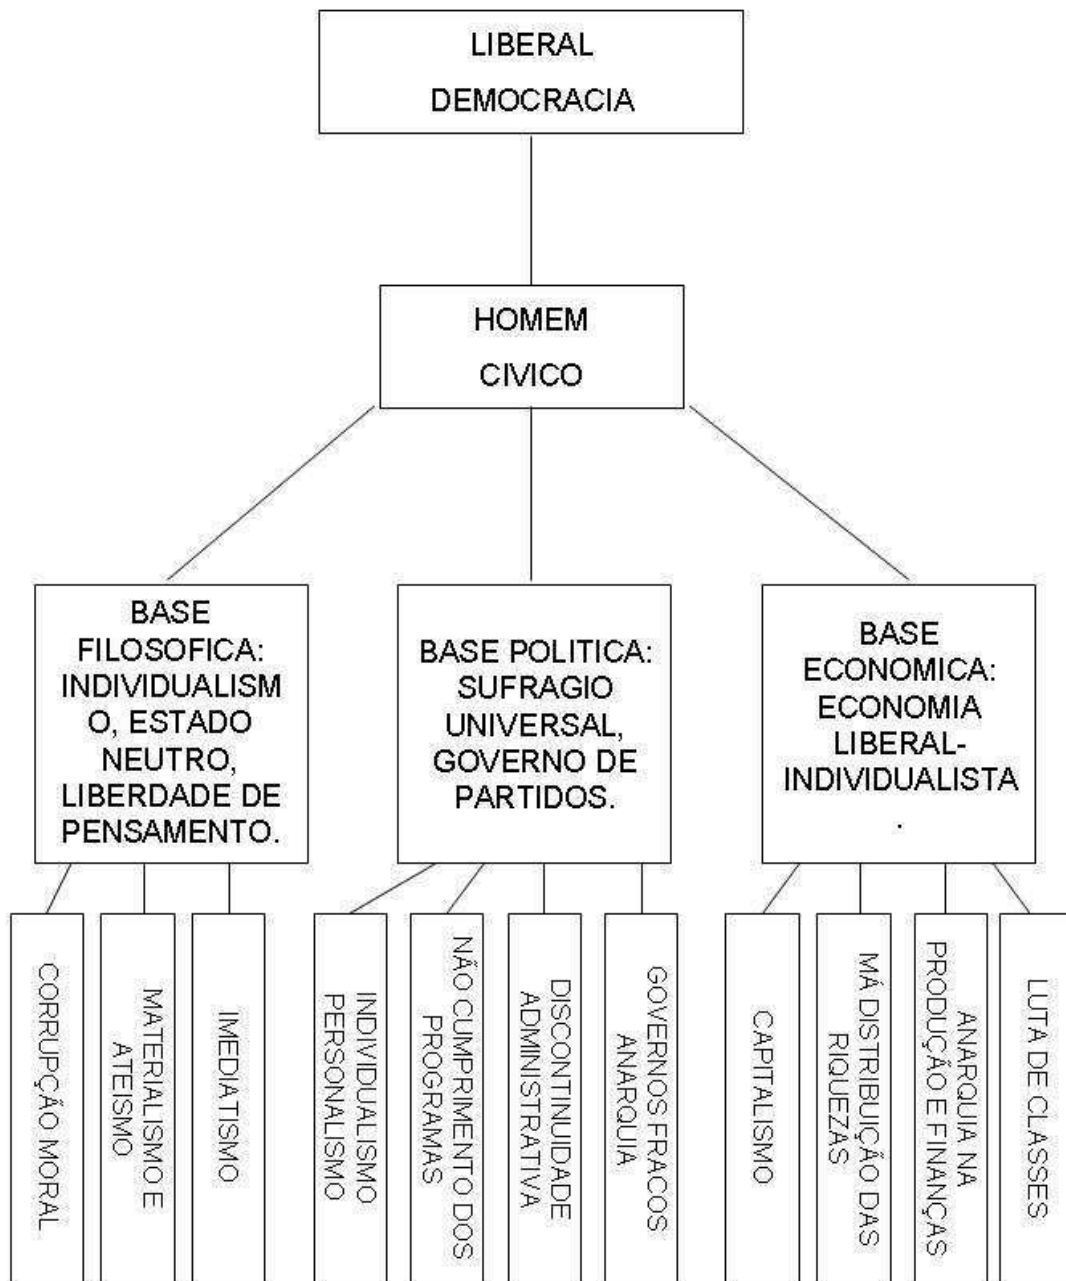 LIBERAL
DEMOCRACIA
HOMEM
CIVICO
BASE
FILOSOFICA:
INDIVIDUALISM
O, ESTADO
NEUTRO,
LIBERDADE DE
PENSAMENTO.
BASE POLITICA:
SUFRAGIO
UNIVERSAL,
GOVERNO DE
PARTIDOS.
BASE
ECONOMICA:
ECONOMIA
LIBERAL-
INDIVIDUALISTA
.
CORRUPÇÃO MORAL
MATERIALISMO E
ATEISMO
IMEDIATISMO
INDIVIDUALISMO
PERSONALISMO
NÃO CUMPRIMENTO DOS
PROGRAMAS
DISCONTINUIDADE
ADMINISTRATIVA
GOVERNOS FRACOS
ANARQUIA
CAPITALISMO
MÁ DISTRIBUIÇÃO DAS
RIQUEZAS
ANARQUIA NA
PRODUÇÃO E FINANÇAS
LUTA DE CLASSES